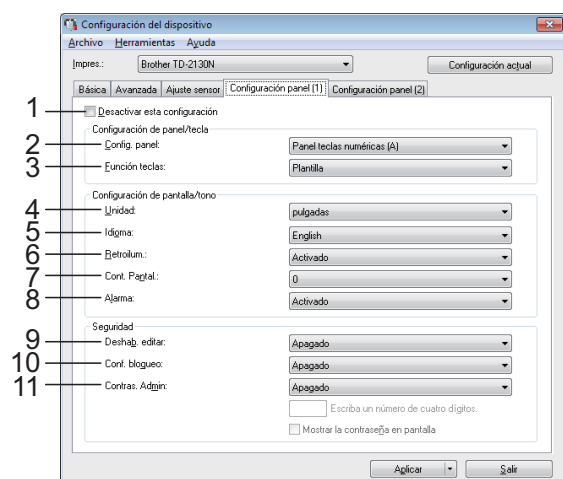 Configuración del dispositivo
Archivo Herramientas Ayuda
Impres.: Brother TD-2130N Configuración actual
Básica Avanzada Ajuste sensor Configuración panel (1) Configuración panel (2)
1 Desactivar esta configuración
Configuración de panel/tecla
2 Config. panel: Panel teclas numéricas (A)
3 Función teclas: Plantilla
Configuración de pantalla/tono
4 Unidad: pulgadas
5 Idioma: English
6 Retroilum.: Activado
7 Cont. Pantal.: 0
8 Alarma: Activado
Seguridad
9 Deshab. editar: Apagado
10 Conf. bloqueo: Apagado
11 Contras. Admin: Apagado
Escriba un número de cuatro dígitos.
Mostrar la contraseña en pantalla
Aplicar Salir